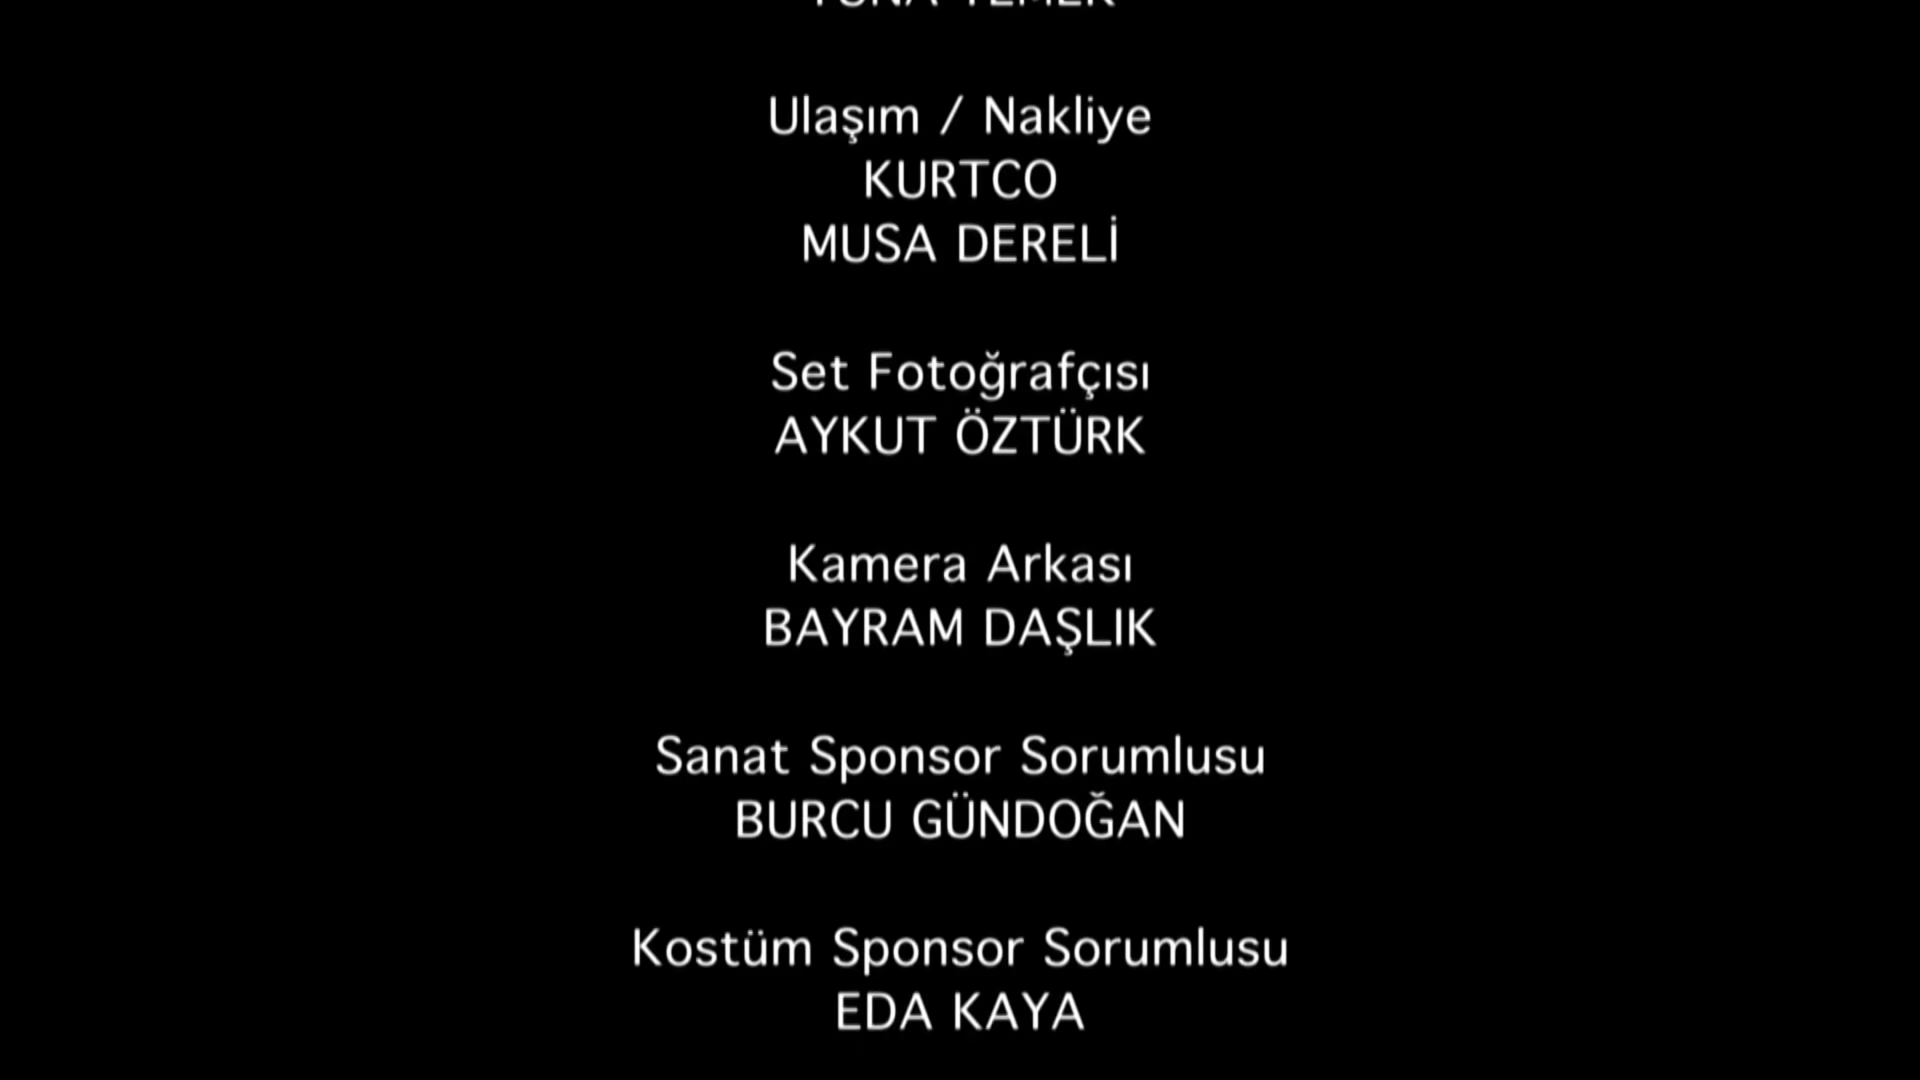 Ulaşım / Nakliye
KURTCO
MUSA DERELİ
Set Fotoğrafçısı
AYKUT ÖZTÜRK
Kamera Arkası
BAYRAM DAŞLIK
Sanat Sponsor Sorumlusu
BURCU GÜNDOĞAN
Kostüm Sponsor Sorumlusu
EDA KAYA